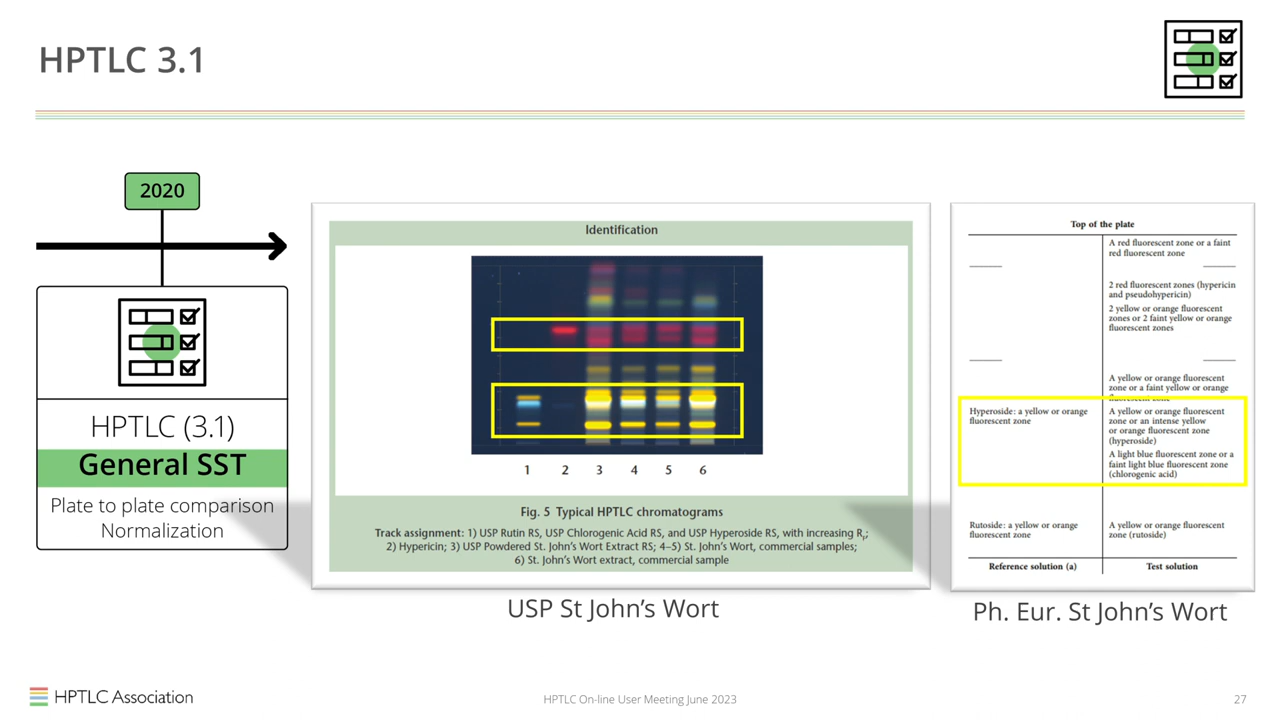 HPTLC 3.1
2020
HPTLC (3.1)
General SST
Plate to plate comparison
Normalization
Identification
1 2 3 4 5 6
Fig. 5 Typical HPTLC chromatograms
Track assignment: 1) USP Rutin RS, USP Chlorogenic Acid RS, and USP Hyperoside RS, with increasing RF;
2) Hypericin; 3) USP Powdered St. John's Wort Extract RS; 4–5) St. John's Wort, commercial samples;
6) St. John's Wort extract, commercial sample
USP St John's Wort
Top of the plate
A red fluorescent zone or a faint
red fluorescent zone
2 red fluorescent zones (hypericin
and pseudohypericin)
2 yellow or orange fluorescent
zones or 2 faint yellow or orange
fluorescent zones
A yellow or orange fluorescent
zone or a faint yellow or orange
fluorescent zone
Hyperoside: a yellow or orange
fluorescent zone
A yellow or orange fluorescent
zone or an intense yellow
or orange fluorescent zone
(hyperoside)
A light blue fluorescent zone or a
faint light blue fluorescent zone
(chlorogenic acid)
Rutoside: a yellow or orange
fluorescent zone
A yellow or orange fluorescent
zone (rutoside)
Reference solution (a)
Test solution
Ph. Eur. St John's Wort
HPTLC Association
HPTLC On-line User Meeting June 2023
27